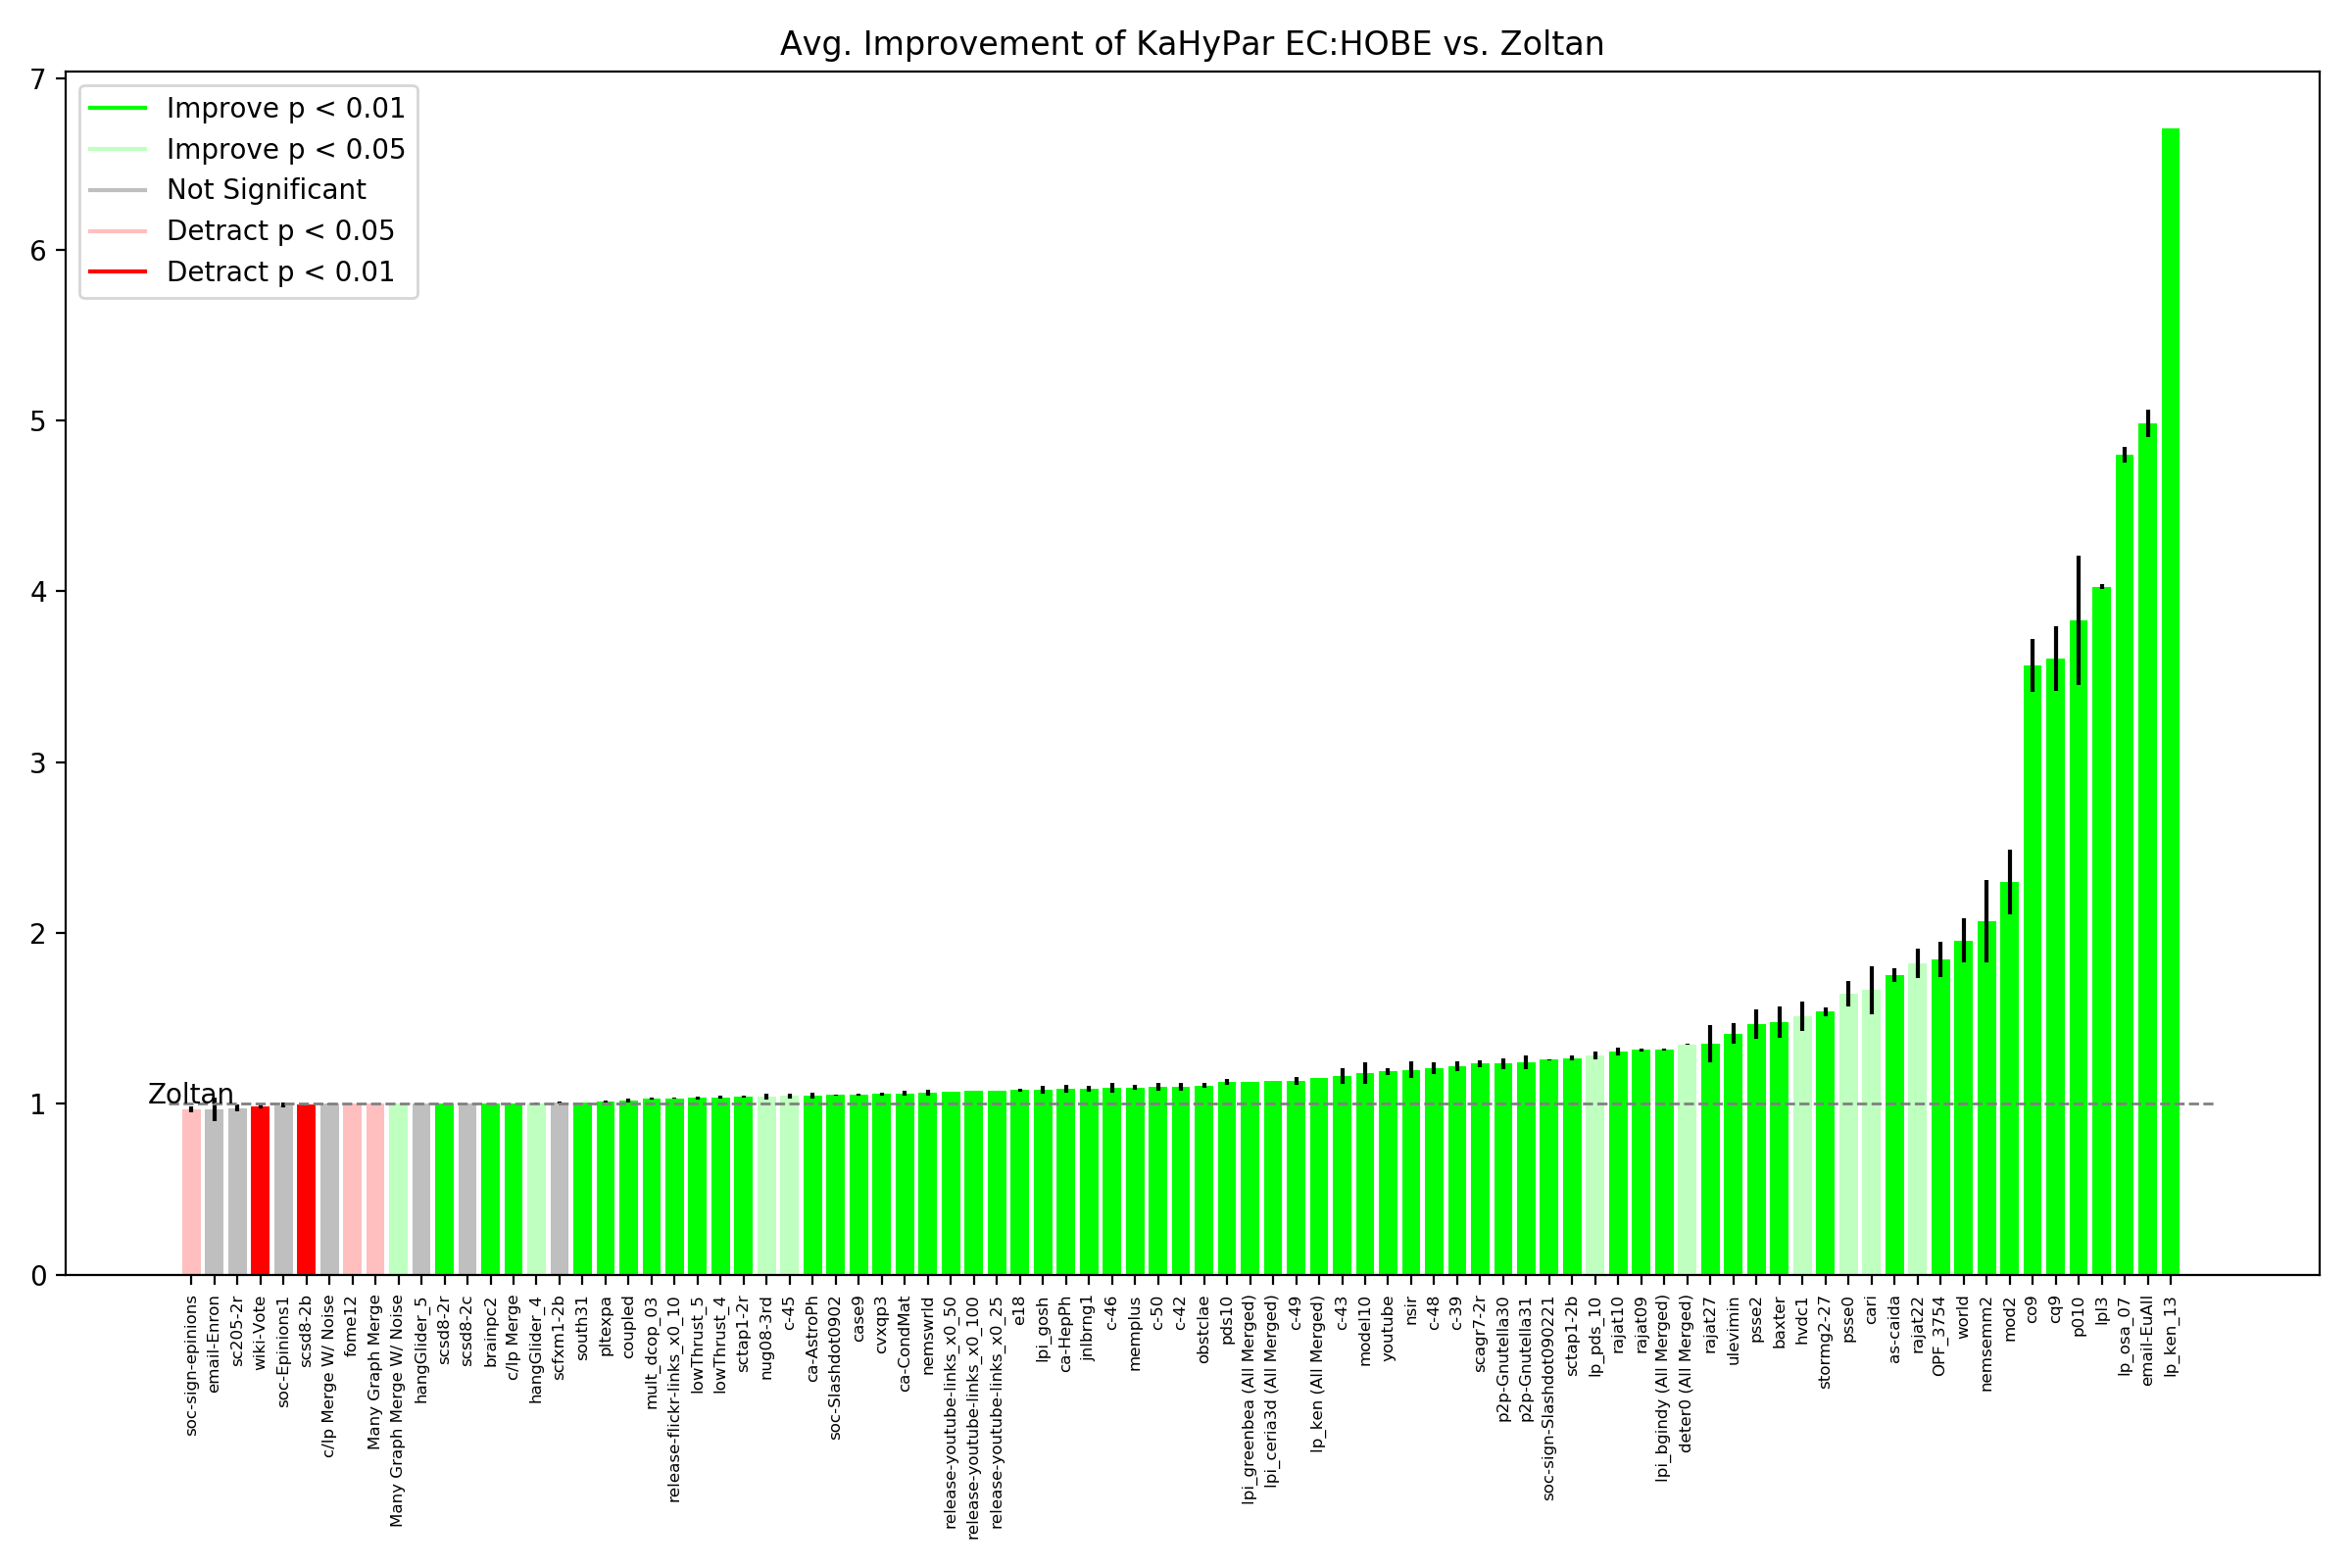 Avg. Improvement of KaHyPar EC:HOBE vs. Zoltan
7
6
5
4
3
2
1
0
Improve p < 0.01
Improve p < 0.05
Not Significant
Detract p < 0.05
Detract p < 0.01
Zoltan
soc-sign-epinions
email-Enron
sc205-2r
wiki-Vote
soc-Epinions1
scsd8-2b
c/lp Merge W/ Noise
fome12
Many Graph Merge
Many Graph Merge W/ Noise
hangGlider_5
scsd8-2r
scsd8-2c
brainpc2
c/lp Merge
hangGlider_4
scfxm1-2b
south31
pltexpa
coupled
mult_dcop_03
release-flickr-links_x0_10
lowThrust_5
lowThrust_4
sctap1-2r
nug08-3rd
c-45
ca-AstroPh
soc-Slashdot0902
case9
cvxqp3
ca-CondMat
nemswrld
release-youtube-links_x0_50
release-youtube-links_x0_100
release-youtube-links_x0_25
e18
lpi_gosh
ca-HepPh
jnlbrng1
c-46
memplus
c-50
c-42
obstclae
pds10
lpi_greenbea (All Merged)
lpi_ceria3d (All Merged)
c-49
lp_ken (All Merged)
c-43
model10
youtube
nsir
c-48
c-39
scagr7-2r
p2p-Gnutella30
p2p-Gnutella31
soc-sign-Slashdot090221
sctap1-2b
lp_pds_10
rajat10
rajat09
lpi_bgindy (All Merged)
deter0 (All Merged)
rajat27
ulevimin
psse2
baxter
hvdc1
stormg2-27
psse0
cari
as-caida
rajat22
OPF_3754
world
nemsemm2
mod2
co9
cq9
p010
lpl3
lp_osa_07
email-EuAll
lp_ken_13